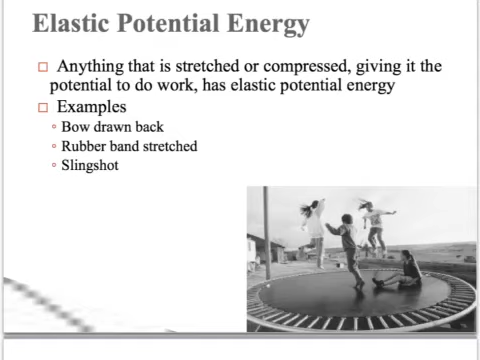 Elastic Potential Energy
Anything that is stretched or compressed, giving it the
potential to do work, has elastic potential energy
Examples
Bow drawn back
Rubber band stretched
Slingshot